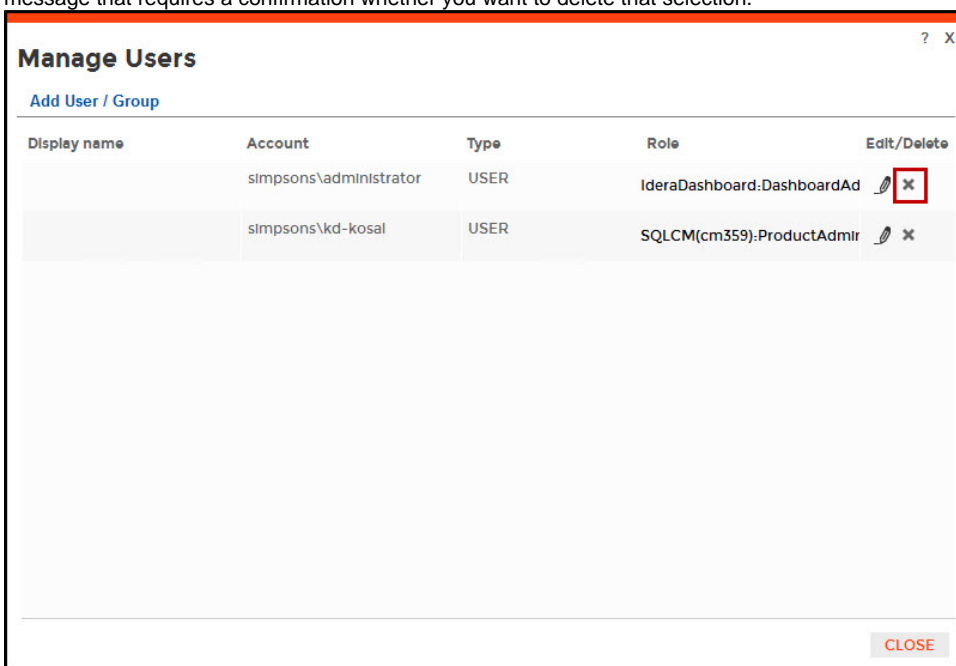 message that requires a confirmation whether you want to delete that selection.
? X
Manage Users
Add User / Group
Display name Account Type Role Edit/Delete
simpsons\administrator USER IderaDashboard:DashboardAd
simpsons\kd-kosal USER SQLCM(cm359):ProductAdmin
CLOSE